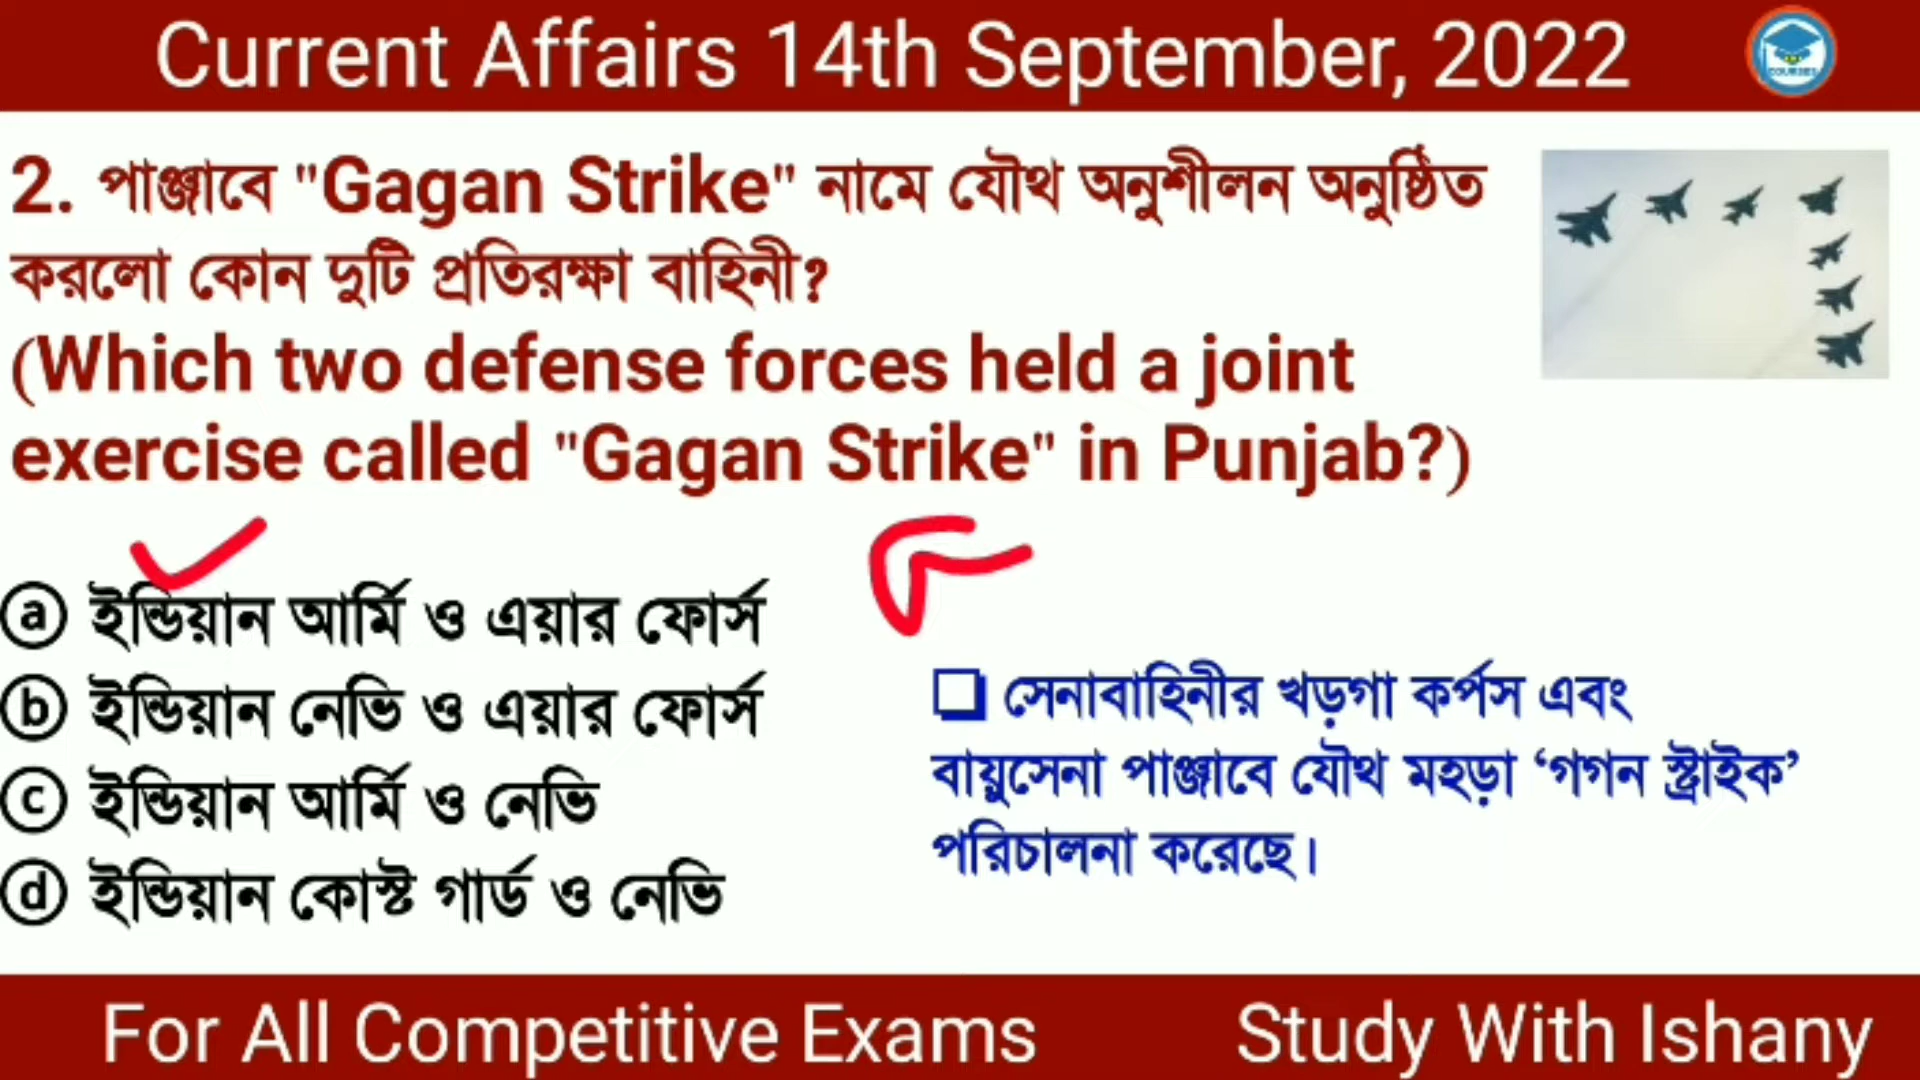 Current Affairs 14th September, 2022
COURSES
2. পাঞ্জাবে "Gagan Strike" নামে যৌথ অনুশীলন অনুষ্ঠিত
করলো কোন দুটি প্রতিরক্ষা বাহিনী?
(Which two defense forces held a joint
exercise called "Gagan Strike" in Punjab?)
ⓐ ইন্ডিয়ান আর্মি ও এয়ার ফোর্স
ⓑ ইন্ডিয়ান নেভি ও এয়ার ফোর্স
ⓒ ইন্ডিয়ান আর্মি ও নেভি
ⓓ ইন্ডিয়ান কোস্ট গার্ড ও নেভি
❏ সেনাবাহিনীর খড়গা কর্পস এবং
বায়ুসেনা পাঞ্জাবে যৌথ মহড়া ‘গগন স্ট্রাইক’
পরিচালনা করেছে।
For All Competitive Exams
Study With Ishany